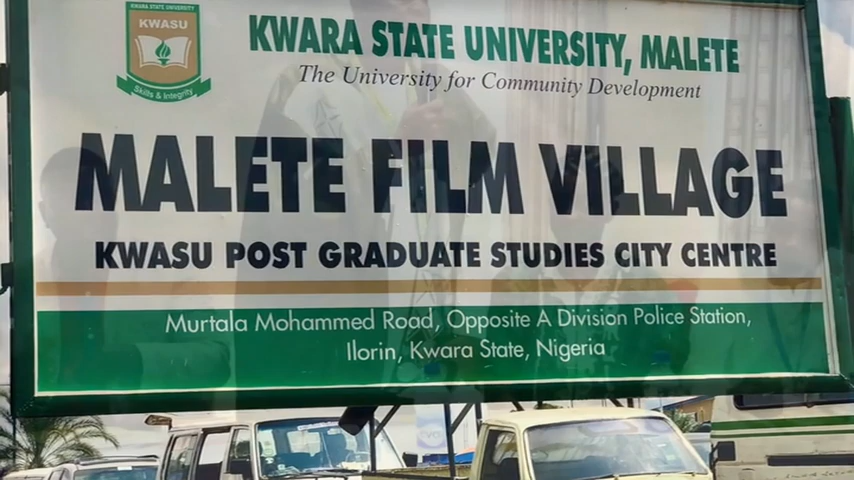 KWARA STATE UNIVERSITY
KWASU
Skills & Integrity
KWARA STATE UNIVERSITY, MALETE
The University for Community Development
MALETE FILM VILLAGE
KWASU POST GRADUATE STUDIES CITY CENTRE
Murtala Mohammed Road, Opposite A Division Police Station,
Ilorin, Kwara State, Nigeria